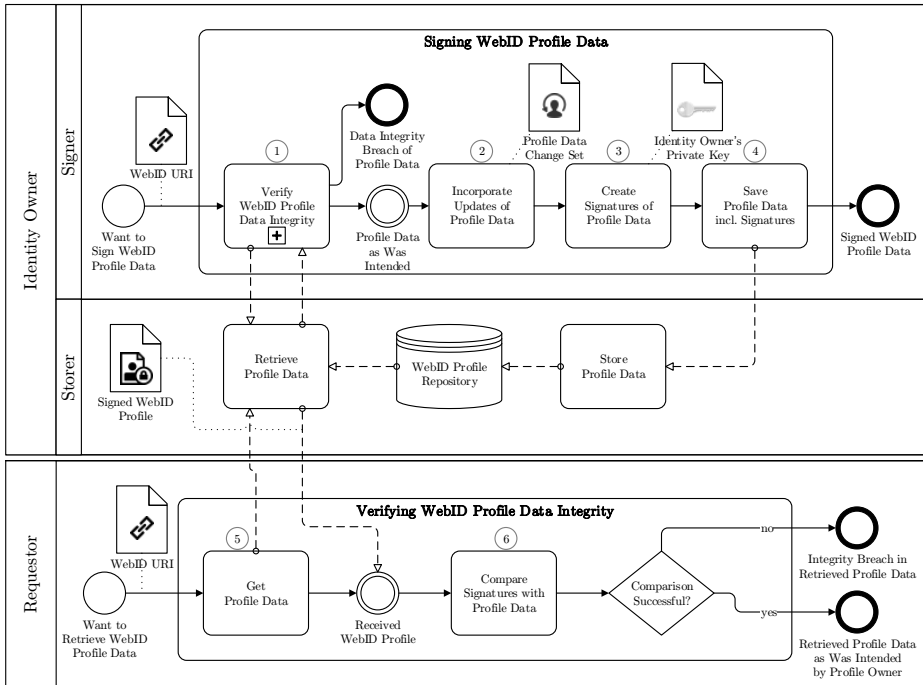 Identity Owner
Signer
Signing WebID Profile Data
WebID URI
Want to
Sign WebID
Profile Data
1
Verify
WebID Profile
Data Integrity
Data Integrity
Breach of
Profile Data
Profile Data
as Was
Intended
2
Incorporate
Updates of
Profile Data
Profile Data
Change Set
3
Create
Signatures of
Profile Data
Identity Owner's
Private Key
4
Save
Profile Data
incl. Signatures
Signed WebID
Profile Data
Storer
Signed WebID
Profile
Retrieve
Profile Data
WebID Profile
Repository
Store
Profile Data
Requestor
Verifying WebID Profile Data Integrity
WebID URI
Want to
Retrieve WebID
Profile Data
5
Get
Profile Data
Received
WebID Profile
6
Compare
Signatures with
Profile Data
Comparison
Successful?
no
Integrity Breach in
Retrieved Profile Data
yes
Retrieved Profile Data
as Was Intended
by Profile Owner